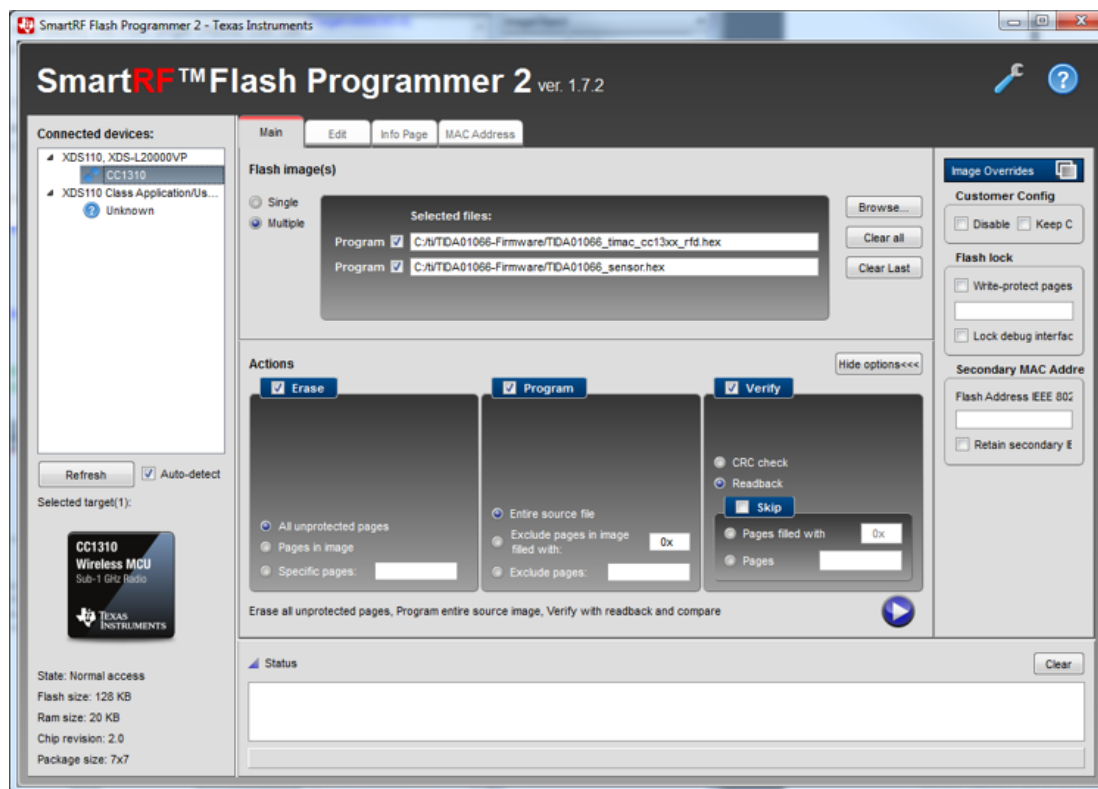 SmartRF Flash Programmer 2 - Texas Instruments
SmartRF™Flash Programmer 2 ver. 1.7.2
Connected devices:
XDS110, XDS-L20000VP
CC1310
XDS110 Class Application/Us...
Unknown
Refresh
Auto-detect
Selected target(1):
CC1310
Wireless MCU
Sub-1 GHz Radio
TEXAS
INSTRUMENTS
State: Normal access
Flash size: 128 KB
Ram size: 20 KB
Chip revision: 2.0
Package size: 7x7
Main
Edit
Info Page
MAC Address
Flash image(s)
Single
Multiple
Selected files:
Program C:/ti/TIDA01066-Firmware/TIDA01066_timac_cc13xx_rfd.hex
Program C:/ti/TIDA01066-Firmware/TIDA01066_sensor.hex
Browse...
Clear all
Clear Last
Actions
Hide options<<<
Erase
All unprotected pages
Pages in image
Specific pages:
Program
Entire source file
Exclude pages in image
filled with:
0x
Exclude pages:
Verify
CRC check
Readback
Skip
Pages filled with
0x
Pages
Erase all unprotected pages, Program entire source image, Verify with readback and compare
Status
Clear
Image Overrides
Customer Config
Disable Keep C
Flash lock
Write-protect pages
Lock debug interfac
Secondary MAC Addre
Flash Address IEEE 802
Retain secondary E